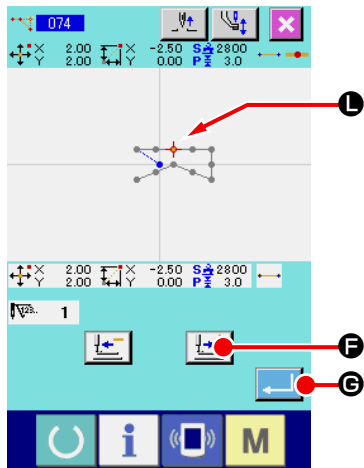 074
X 2.00 X -2.50 S 2800
Y 2.00 Y 0.00 P 3.0
L
X 2.00 X -2.50 S 2800
Y 2.00 Y 0.00 P 3.0
123.. 1
F
G
i M